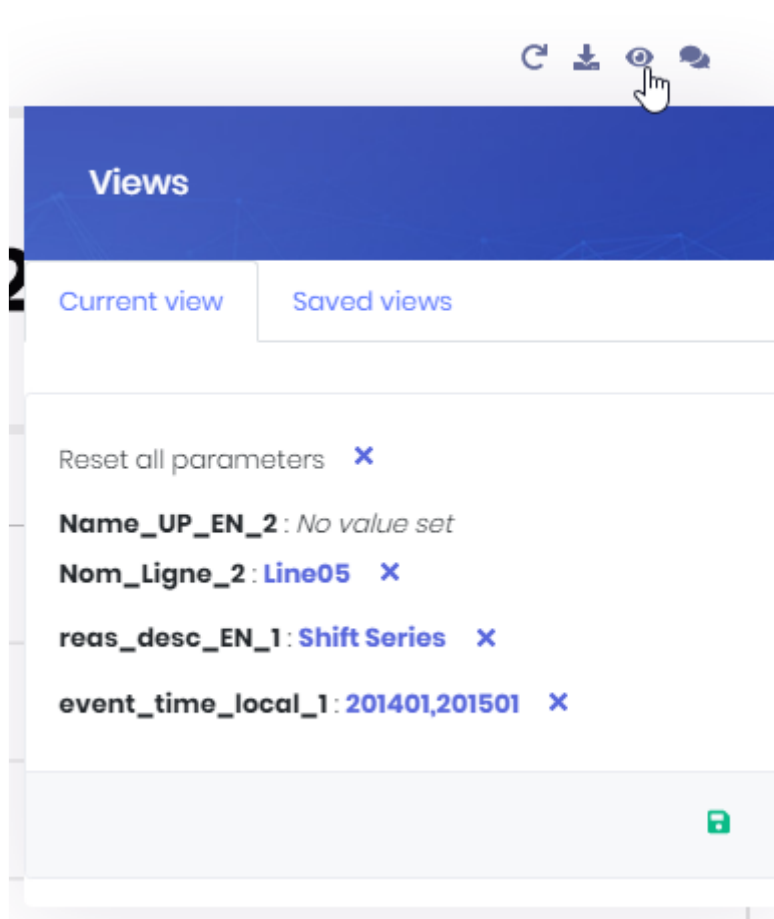 Views
2
Current view
Saved views
Reset all parameters
Name_UP_EN_2 : No value set
Nom_Ligne_2 : Line05
reas_desc_EN_1 : Shift Series
event_time_local_1 : 201401,201501